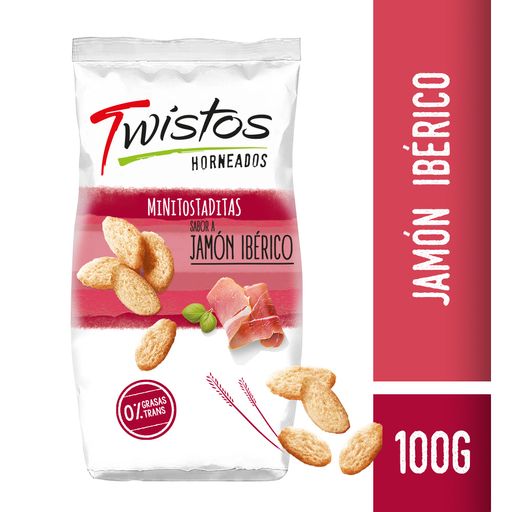 Twistos
HORNEADOS
MiNiTOSTADiTAS
SABOR A
JAMÓN IBÉRICO
0% GRASAS
TRANS
JAMÓN IBÉRICO
100G